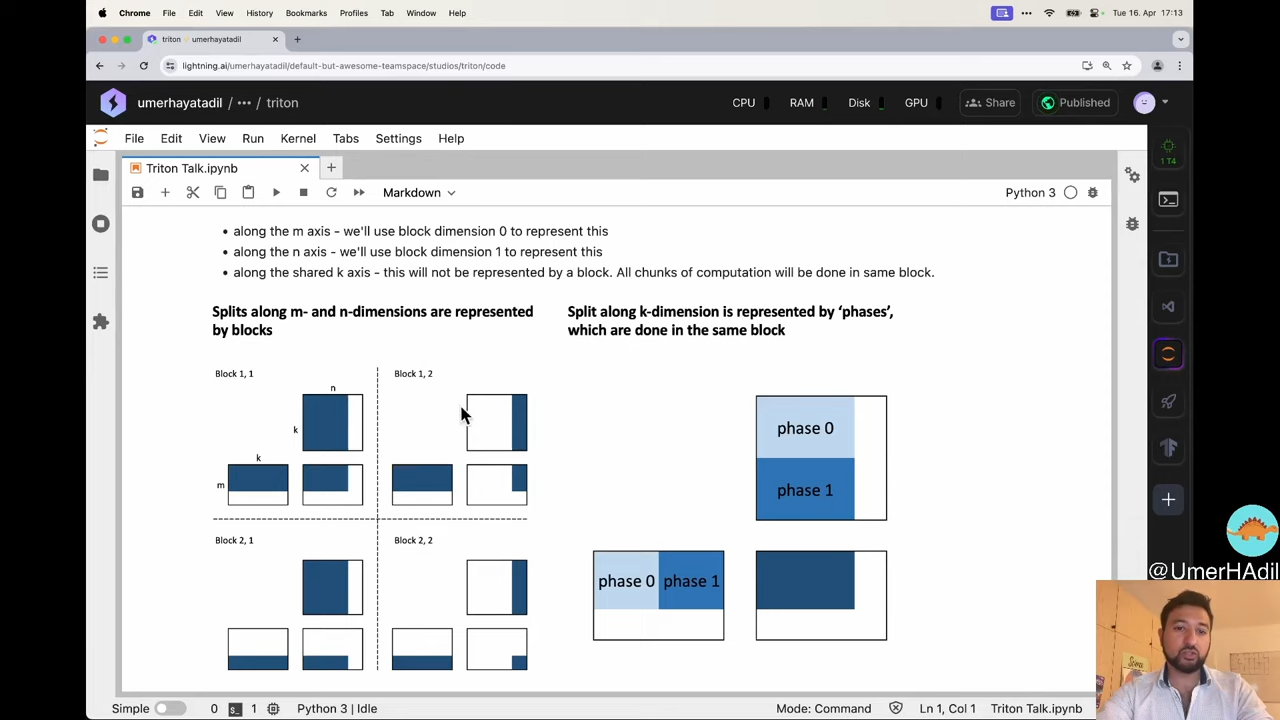 Chrome File Edit View History Bookmarks Profiles Tab Window Help Tue 16. Apr 17:13
triton umerhayatadil
lightning.ai/umerhayatadil/default-but-awesome-teamspace/studios/triton/code
umerhayatadil / ••• / triton CPU RAM Disk GPU Share Published
File Edit View Run Kernel Tabs Settings Help
1 T4
Triton Talk.ipynb
Markdown Python 3
• along the m axis - we'll use block dimension 0 to represent this
• along the n axis - we'll use block dimension 1 to represent this
• along the shared k axis - this will not be represented by a block. All chunks of computation will be done in same block.
Splits along m- and n-dimensions are represented
by blocks
Split along k-dimension is represented by ‘phases’,
which are done in the same block
Block 1, 1
n
k
k
m
Block 1, 2
Block 2, 1
Block 2, 2
phase 0
phase 1
phase 0 phase 1
@UmerHAdil
Simple 0 1 Python 3 | Idle Mode: Command Ln 1, Col 1 Triton Talk.ipynb